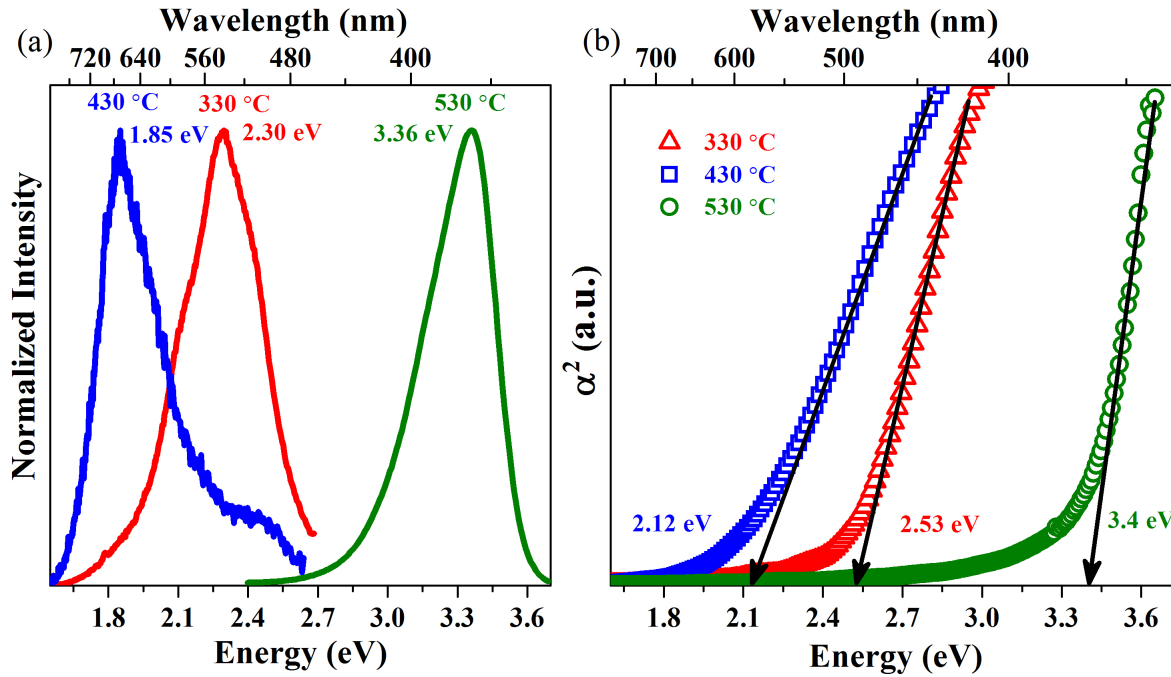 Wavelength (nm)
(a)
720 640 560 480 400
430 °C
1.85 eV
330 °C
2.30 eV
530 °C
3.36 eV
Normalized Intensity
1.8 2.1 2.4 2.7 3.0 3.3 3.6
Energy (eV)
Wavelength (nm)
(b)
700 600 500 400
330 °C
430 °C
530 °C
α² (a.u.)
2.12 eV
2.53 eV
3.4 eV
1.8 2.1 2.4 2.7 3.0 3.3 3.6
Energy (eV)